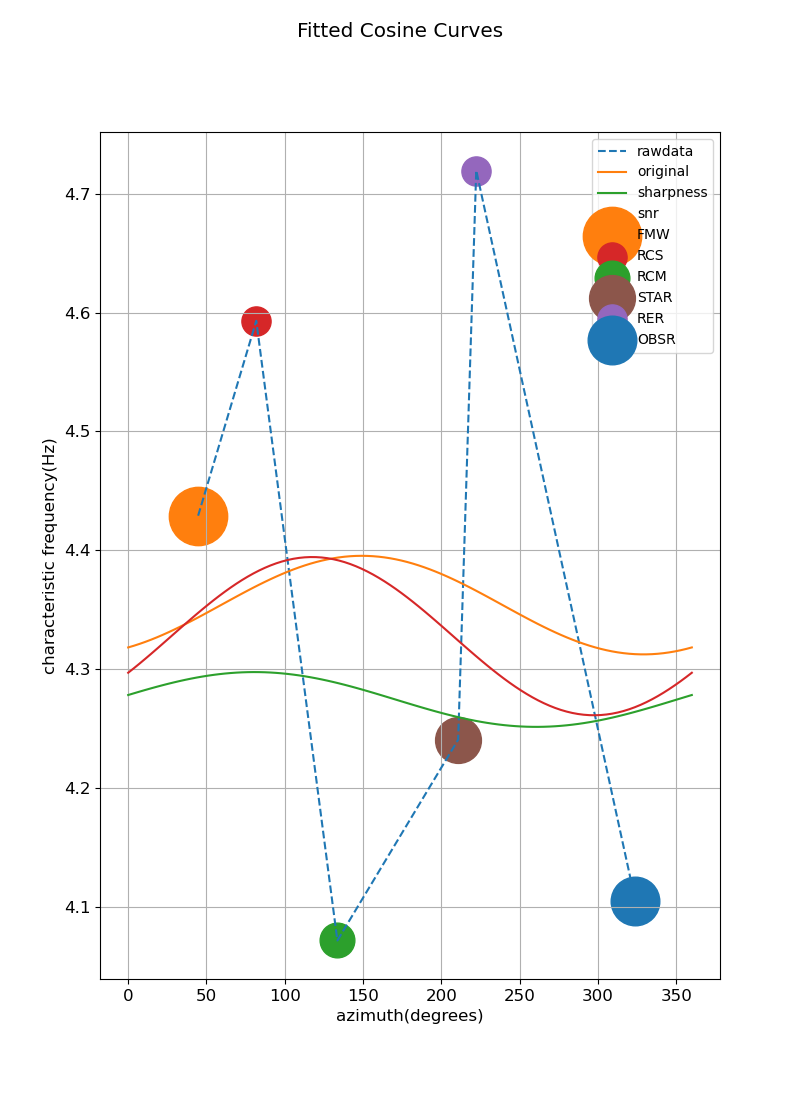 Fitted Cosine Curves
rawdata
original
sharpness
snr
FMW
RCS
RCM
STAR
RER
OBSR
4.7
4.6
4.5
4.4
4.3
4.2
4.1
characteristic frequency(Hz)
0 50 100 150 200 250 300 350
azimuth(degrees)